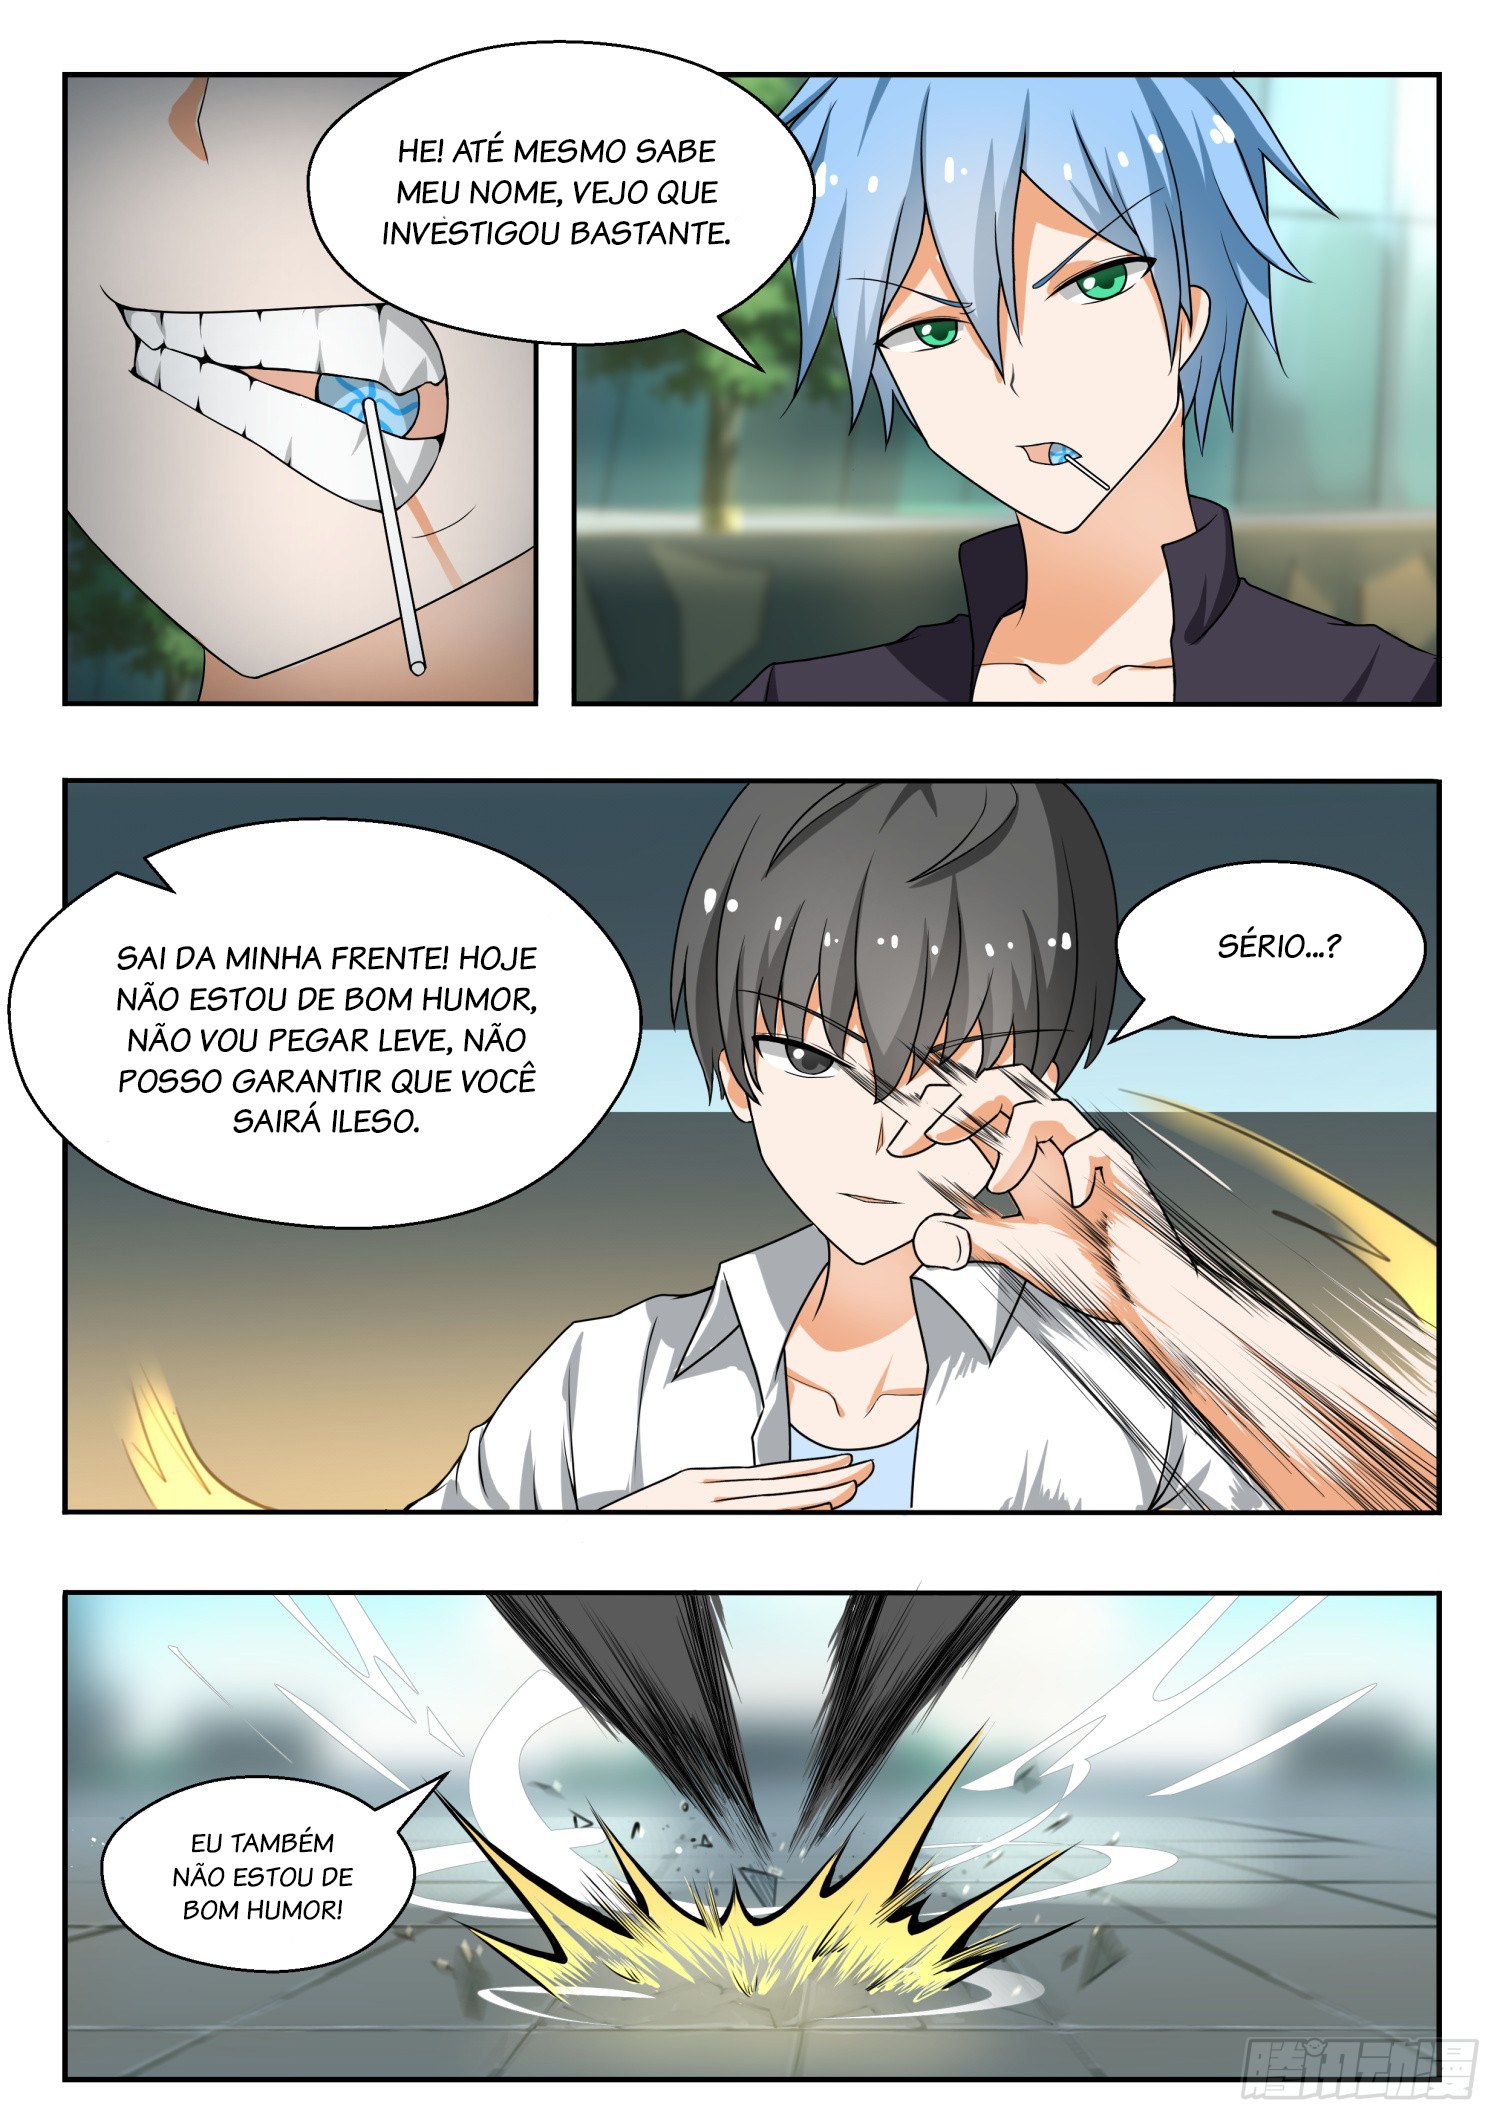 HE! ATÉ MESMO SABE
MEU NOME, VEJO QUE
INVESTIGOU BASTANTE.
SAI DA MINHA FRENTE! HOJE
NÃO ESTOU DE BOM HUMOR,
NÃO VOU PEGAR LEVE, NÃO
POSSO GARANTIR QUE VOCÊ
SAIRÁ ILESO.
SÉRIO...?
EU TAMBÉM
NÃO ESTOU DE
BOM HUMOR!
腾讯动漫